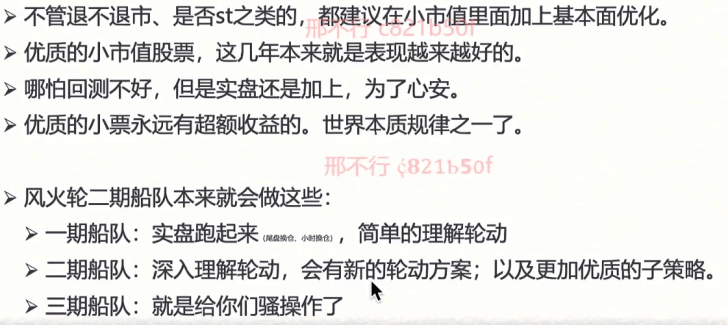 ➢ 不管退不退市、是否st之类的，都建议在小市值里面加上基本面优化。
邢不行 c821b50f
➢ 优质的小市值股票，这几年本来就是表现越来越好的。
➢ 哪怕回测不好，但是实盘还是加上，为了心安。
➢ 优质的小票永远有超额收益的。世界本质规律之一了。
邢不行 c821b50f
➢ 风火轮二期船队本来就会做这些：
➢ 一期船队：实盘跑起来（尾盘换仓、小时换仓），简单的理解轮动
➢ 二期船队：深入理解轮动，会有新的轮动方案；以及更加优质的子策略。
➢ 三期船队：就是给你们骚操作了